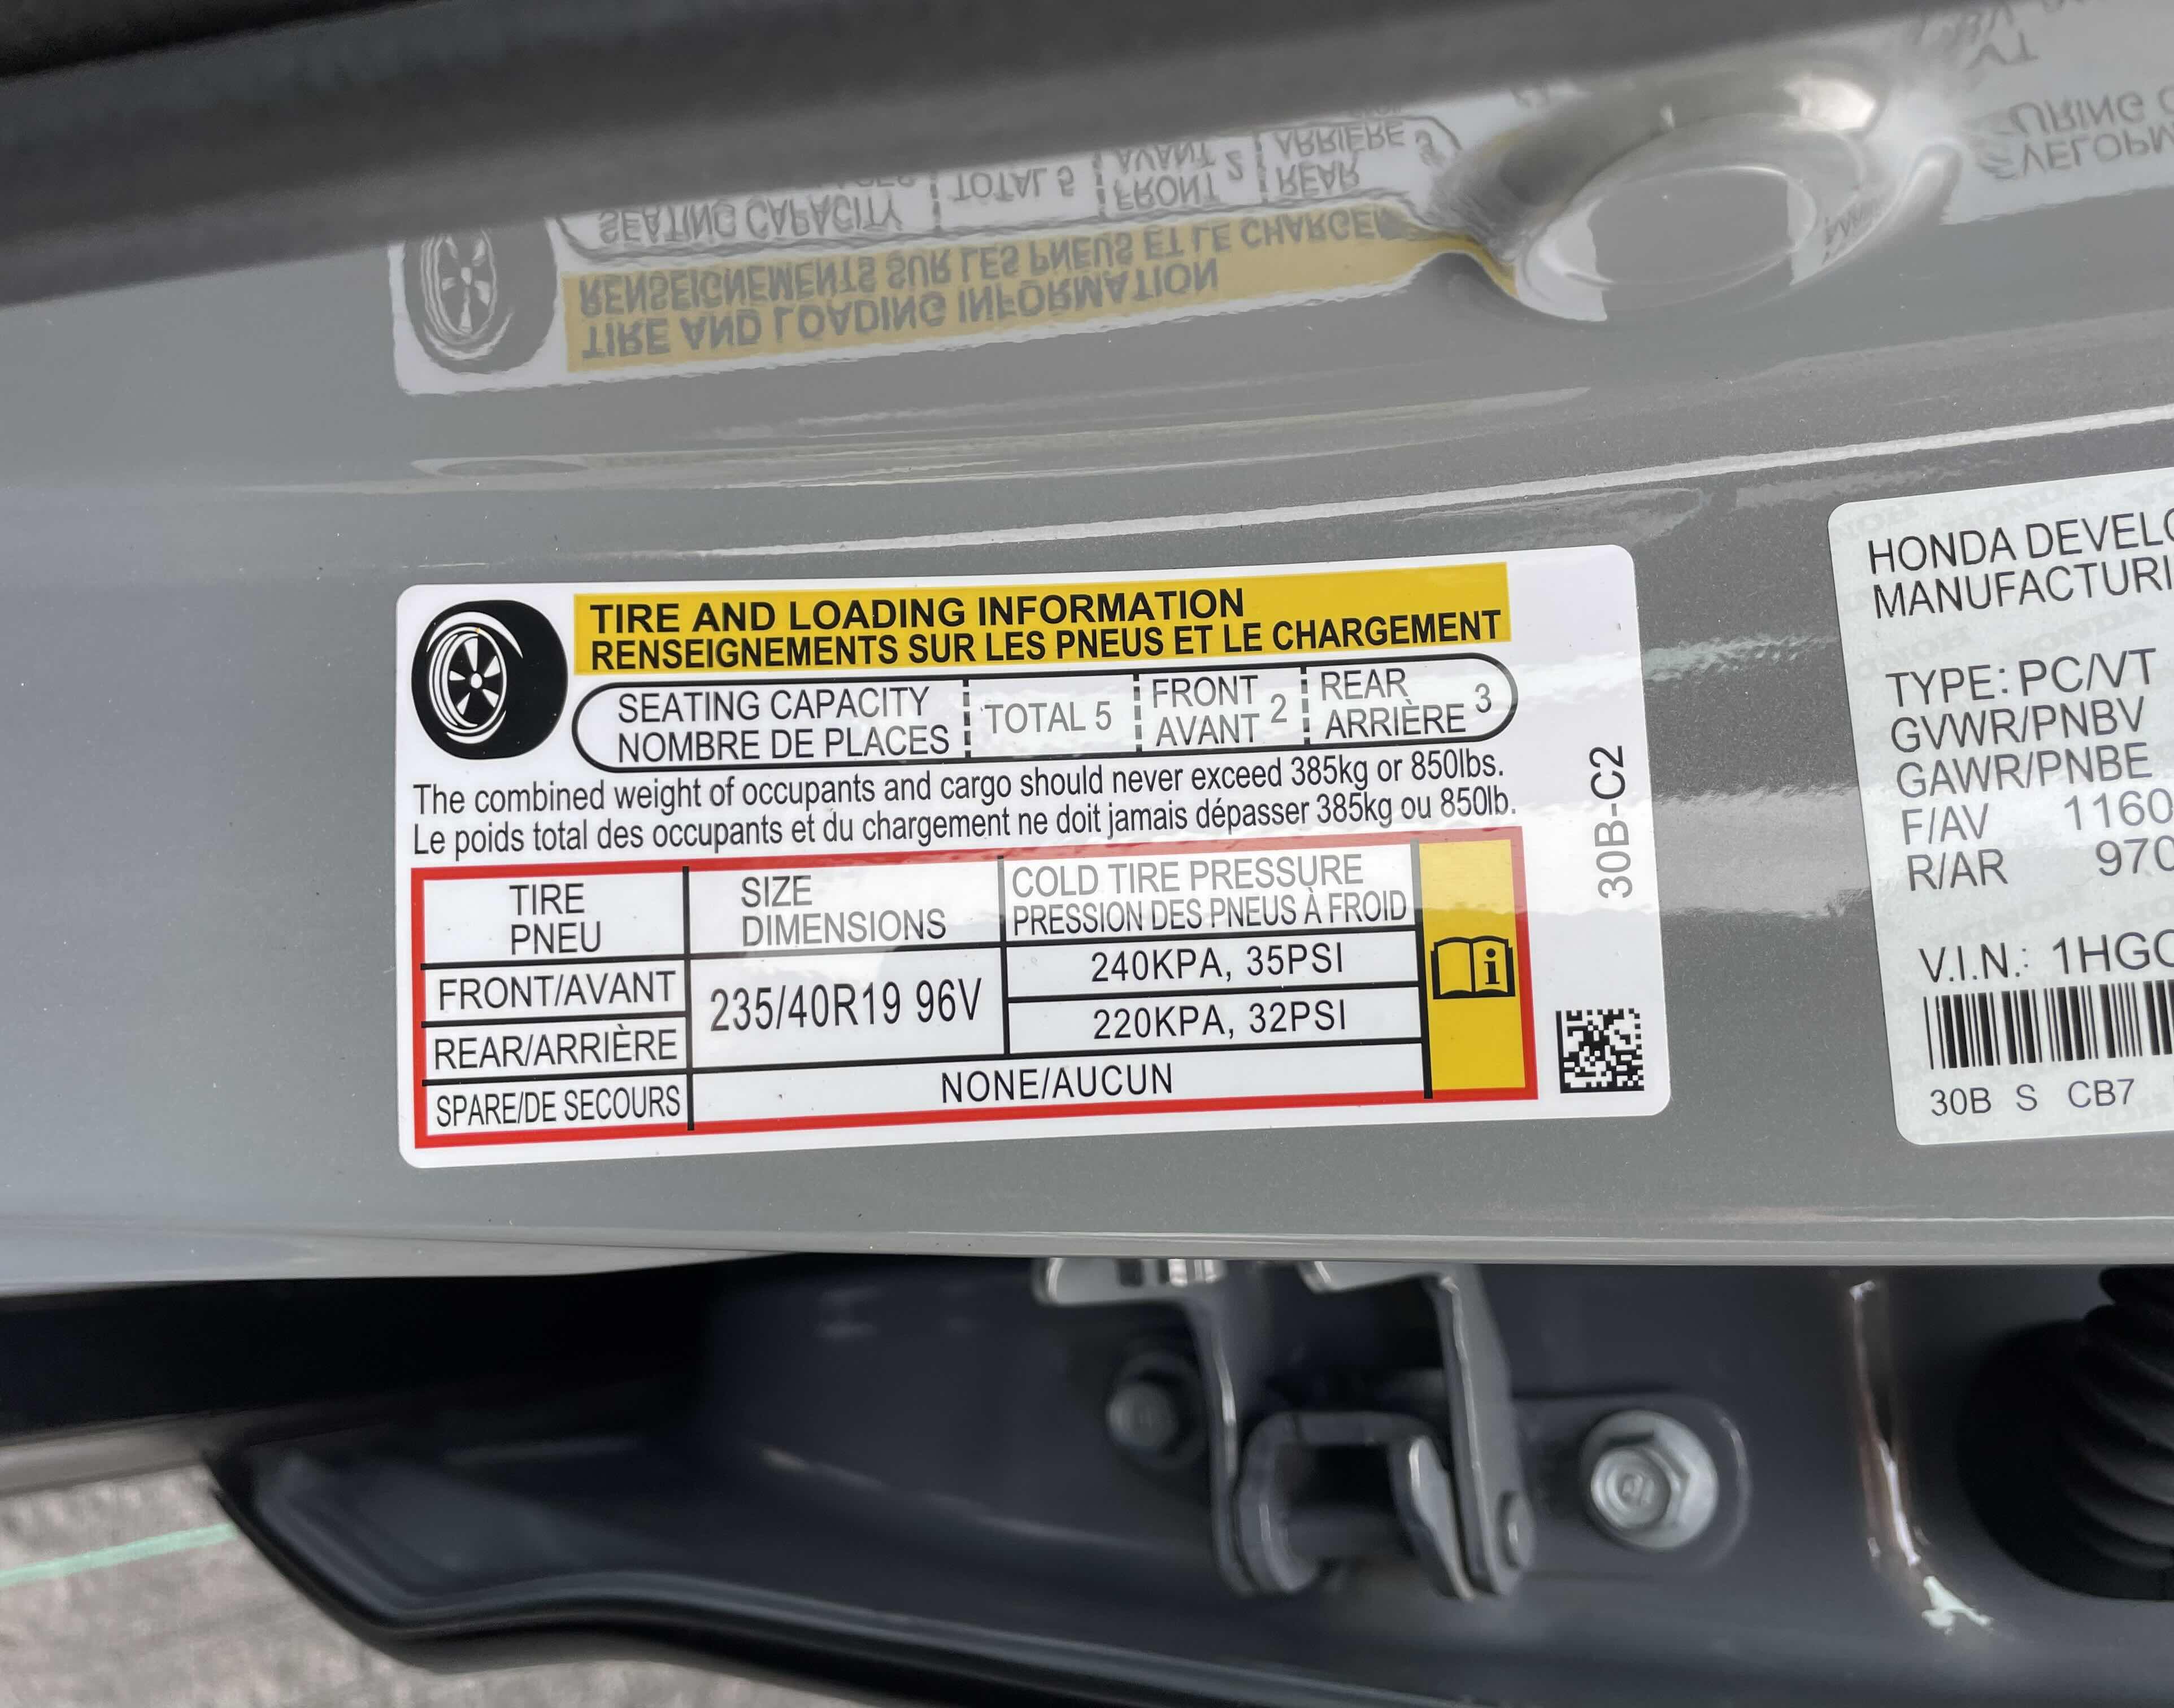 TIRE AND LOADING INFORMATION
RENSEIGNEMENTS SUR LES PNEUS ET LE CHARGEMENT
SEATING CAPACITY
NOMBRE DE PLACES
TOTAL 5
FRONT
AVANT 2
REAR
ARRIÈRE 3
The combined weight of occupants and cargo should never exceed 385kg or 850lbs.
Le poids total des occupants et du chargement ne doit jamais dépasser 385kg ou 850lb.
TIRE
PNEU
SIZE
DIMENSIONS
COLD TIRE PRESSURE
PRESSION DES PNEUS À FROID
FRONT/AVANT
235/40R19 96V
240KPA, 35PSI
REAR/ARRIÈRE
220KPA, 32PSI
SPARE/DE SECOURS
NONE/AUCUN
30B-C2
HONDA
TYPE: PC/VT
GVWR/PNBV
GAWR/PNBE
F/AV 1160
R/AR 970
V.I.N.: 1HGC
30B S CB7